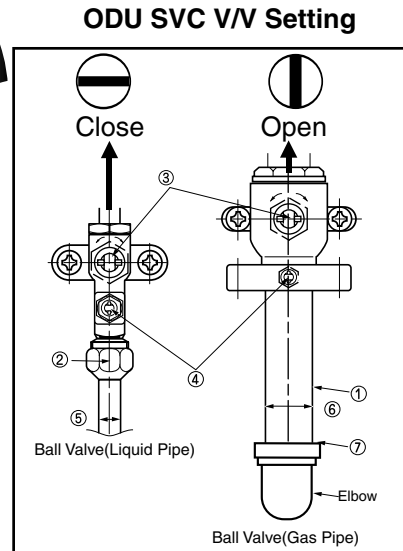 ODU SVC V/V Setting
Close
Open
③
②
④
①
⑤
⑥
⑦
Ball Valve(Liquid Pipe)
Elbow
Ball Valve(Gas Pipe)